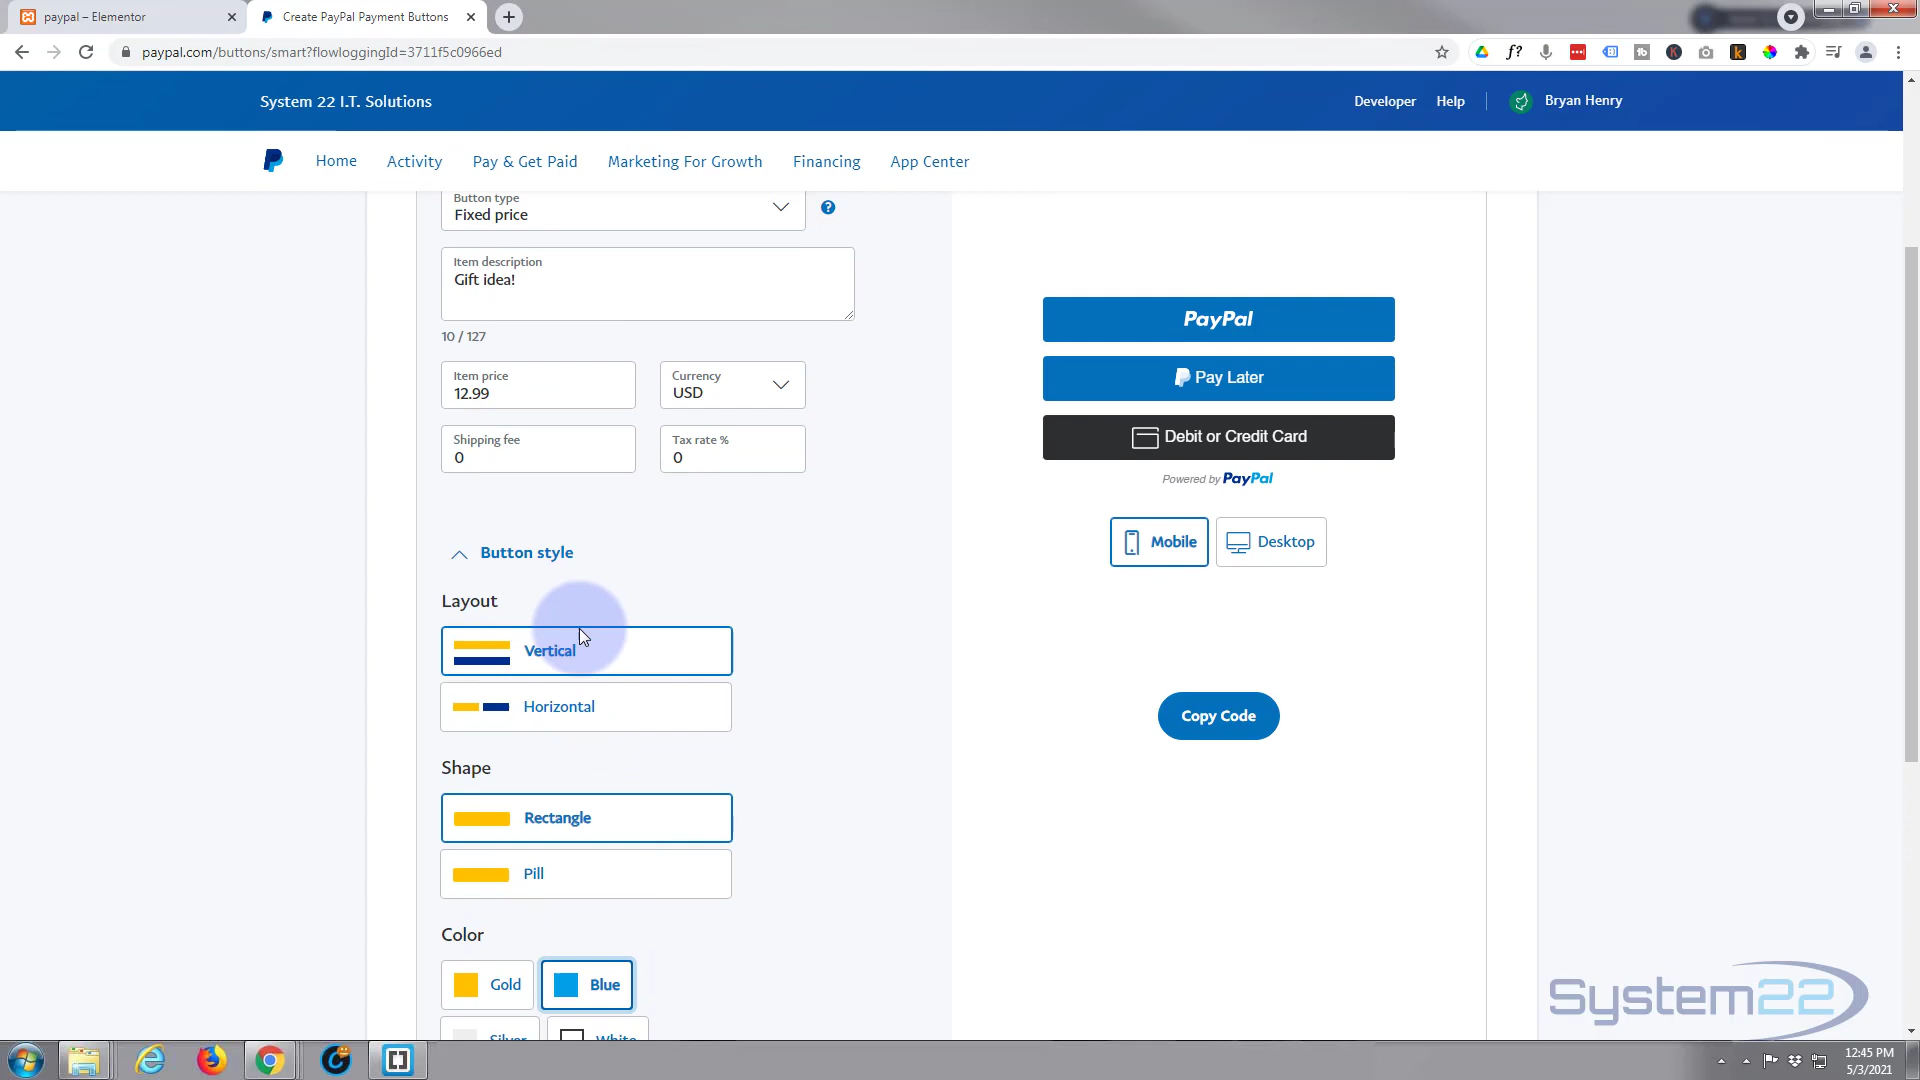 paypal – Elementor
Create PayPal Payment Buttons
paypal.com/buttons/smart?flowloggingId=3711f5c0966ed
System 22 I.T. Solutions
Developer
Help
Bryan Henry
Home
Activity
Pay & Get Paid
Marketing For Growth
Financing
App Center
Button type
Fixed price
Item description
Gift idea!
10 / 127
Item price
12.99
Currency
USD
Shipping fee
0
Tax rate %
0
PayPal
Pay Later
Debit or Credit Card
Powered by PayPal
Mobile
Desktop
Button style
Layout
Vertical
Horizontal
Copy Code
Shape
Rectangle
Pill
Color
Gold
Blue
Silver
White
System22
12:45 PM
5/3/2021